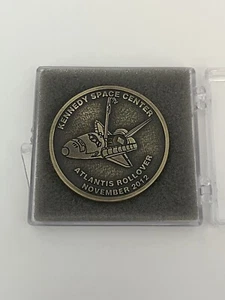 KENNEDY SPACE CENTER
ATLANTIS ROLLOVER
NOVEMBER 2012